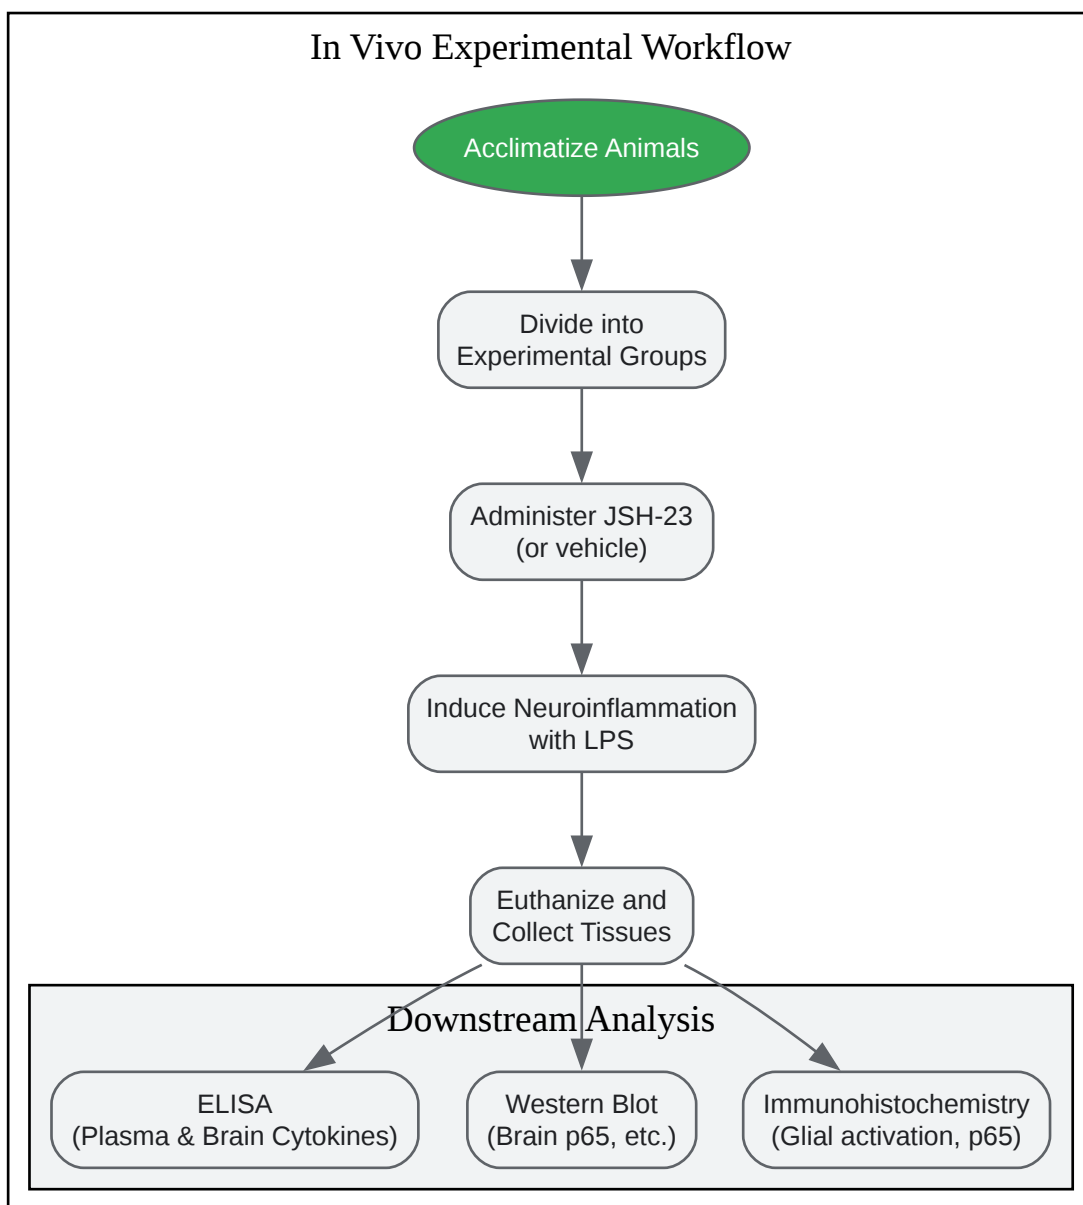 In Vivo Experimental Workflow
Acclimatize Animals
Divide into
Experimental Groups
Administer JSH-23
(or vehicle)
Induce Neuroinflammation
with LPS
Euthanize and
Collect Tissues
Downstream Analysis
ELISA
(Plasma & Brain Cytokines)
Western Blot
(Brain p65, etc.)
Immunohistochemistry
(Glial activation, p65)